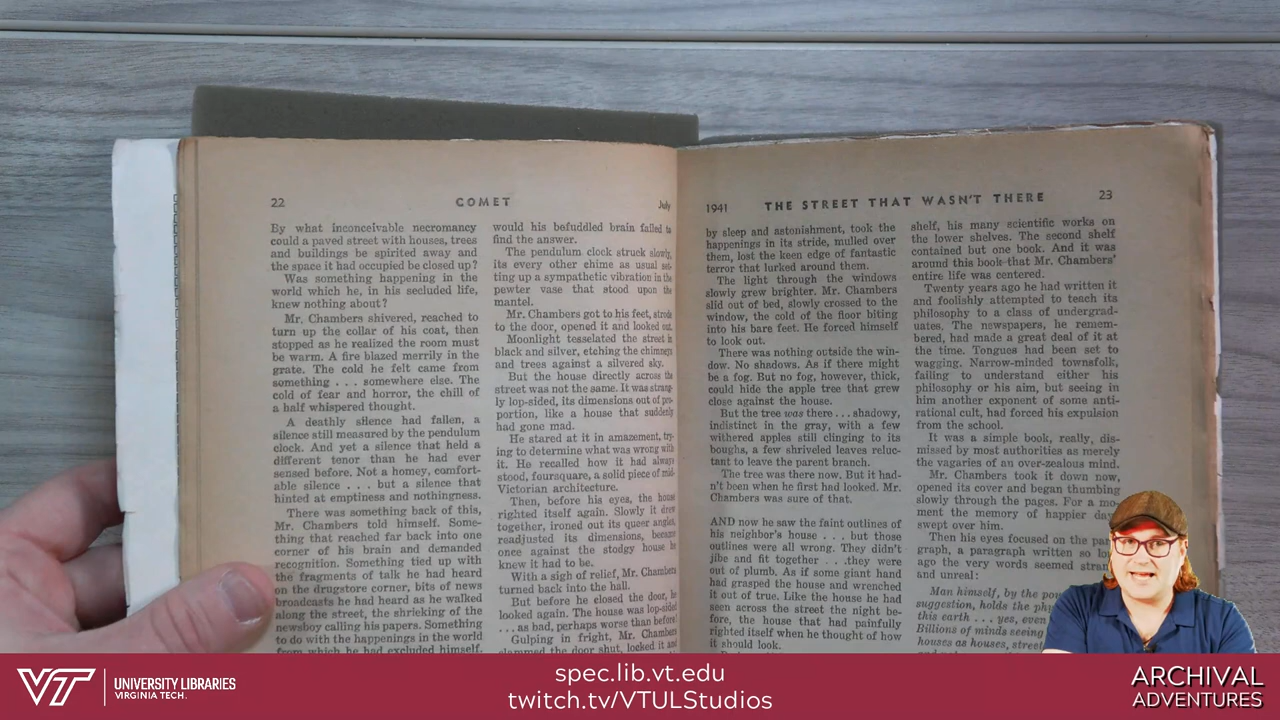 22
COMET
July
By what inconceivable necromancy
could a paved street with houses, trees
and buildings be spirited away and
the space it had occupied be closed up?
Was something happening in the
world which he, in his secluded life,
knew nothing about?
Mr. Chambers shivered, reached to
turn up the collar of his coat, then
stopped as he realized the room must
be warm. A fire blazed merrily in the
grate. The cold he felt came from
something . . . somewhere else. The
cold of fear and horror, the chill of
a half whispered thought.
A deathly silence had fallen, a
silence still measured by the pendulum
clock. And yet a silence that held a
different tenor than he had ever
sensed before. Not a homey, comfort-
able silence . . . but a silence that
hinted at emptiness and nothingness.
There was something back of this,
Mr. Chambers told himself. Some-
thing that reached far back into one
corner of his brain and demanded
recognition. Something tied up with
the fragments of talk he had heard
on the drugstore corner, bits of news
broadcasts he had heard as he walked
along the street, the shrieking of the
newsboy calling his papers. Something
to do with the happenings in the world
from which he had excluded himself.
would his befuddled brain failed to
find the answer.
The pendulum clock struck slowly,
its every other chime as usual set-
ting up a sympathetic vibration in the
pewter vase that stood upon the
mantel.
Mr. Chambers got to his feet, strode
to the door, opened it and looked out.
Moonlight tesselated the street in
black and silver, etching the chimneys
and trees against a silvered sky.
But the house directly across the
street was not the same. It was strang-
ly lop-sided, its dimensions out of pro-
portion, like a house that suddenly
had gone mad.
He stared at it in amazement, try-
ing to determine what was wrong with
it. He recalled how it had always
stood, foursquare, a solid piece of mid-
Victorian architecture.
Then, before his eyes, the house
righted itself again. Slowly it drew
together, ironed out its queer angles,
readjusted its dimensions, became
once against the stodgy house he
knew it had to be.
With a sigh of relief, Mr. Chambers
turned back into the hall.
But before he closed the door, he
looked again. The house was lop-sided
. . . as bad, perhaps worse than before!
Gulping in fright, Mr. Chambers
slammed the door shut, locked it and
1941
THE STREET THAT WASN'T THERE
23
by sleep and astonishment, took the
happenings in its stride, mulled over
them, lost the keen edge of fantastic
terror that lurked around them.
The light through the windows
slowly grew brighter. Mr. Chambers
slid out of bed, slowly crossed to the
window, the cold of the floor biting
into his bare feet. He forced himself
to look out.
There was nothing outside the win-
dow. No shadows. As if there might
be a fog. But no fog, however, thick,
could hide the apple tree that grew
close against the house.
But the tree was there . . . shadowy,
indistinct in the gray, with a few
withered apples still clinging to its
boughs, a few shriveled leaves reluc-
tant to leave the parent branch.
The tree was there now. But it had-
n't been when he first had looked. Mr.
Chambers was sure of that.
AND now he saw the faint outlines of
his neighbor's house . . . but those
outlines were all wrong. They didn't
jibe and fit together . . .they were
out of plumb. As if some giant hand
had grasped the house and wrenched
it out of true. Like the house he had
seen across the street the night be-
fore, the house that had painfully
righted itself when he thought of how
it should look.
shelf, his many scientific works on
the lower shelves. The second shelf
contained but one book. And it was
around this book that Mr. Chambers'
entire life was centered.
Twenty years ago he had written it
and foolishly attempted to teach its
philosophy to a class of undergrad-
uates. The newspapers, he remem-
bered, had made a great deal of it at
the time. Tongues had been set to
wagging. Narrow-minded townsfolk,
failing to understand either his
philosophy or his aim, but seeing in
him another exponent of some anti-
rational cult, had forced his expulsion
from the school.
It was a simple book, really, dis-
missed by most authorities as merely
the vagaries of an over-zealous mind.
Mr. Chambers took it down now,
opened its cover and began thumbing
slowly through the pages. For a mo-
ment the memory of happier days
swept over him.
Then his eyes focused on the para-
graph, a paragraph written so long
ago the very words seemed strange
and unreal:
Man himself, by the
suggestion, holds the
this earth . . . yes, even
Billions of minds seeing
houses as houses,
VT
UNIVERSITY LIBRARIES
VIRGINIA TECH.
spec.lib.vt.edu
twitch.tv/VTULStudios
ARCHIVAL
ADVENTURES